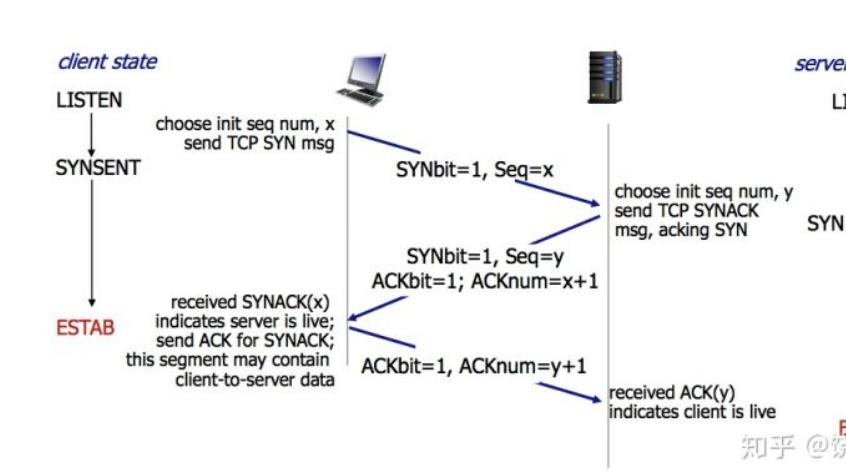 client state
LISTEN
choose init seq num, x
send TCP SYN msg
SYNSENT
SYNbit=1, Seq=x
choose init seq num, y
send TCP SYNACK
msg, acking SYN
SYN
SYNbit=1, Seq=y
ACKbit=1; ACKnum=x+1
received SYNACK(x)
indicates server is live;
send ACK for SYNACK;
this segment may contain
client-to-server data
ESTAB
ACKbit=1, ACKnum=y+1
received ACK(y)
indicates client is live
知乎